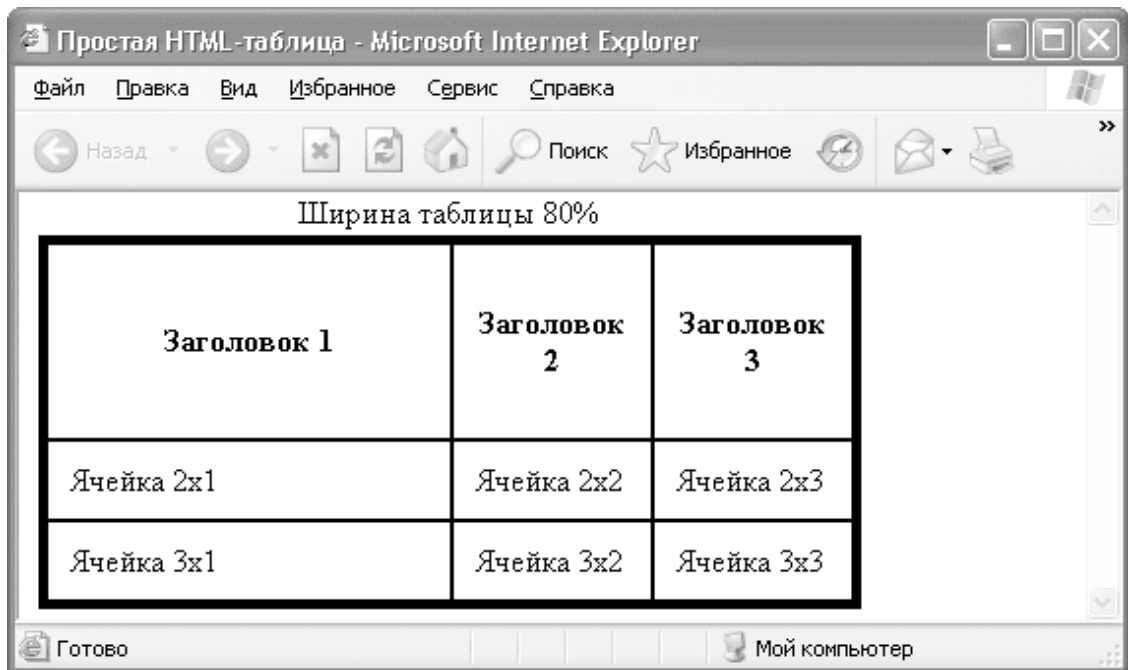 Простая HTML-таблица - Microsoft Internet Explorer
Файл Правка Вид Избранное Сервис Справка
Назад Поиск Избранное »
Ширина таблицы 80%
Заголовок 1 Заголовок 2 Заголовок 3
Ячейка 2x1 Ячейка 2x2 Ячейка 2x3
Ячейка 3x1 Ячейка 3x2 Ячейка 3x3
Готово Мой компьютер